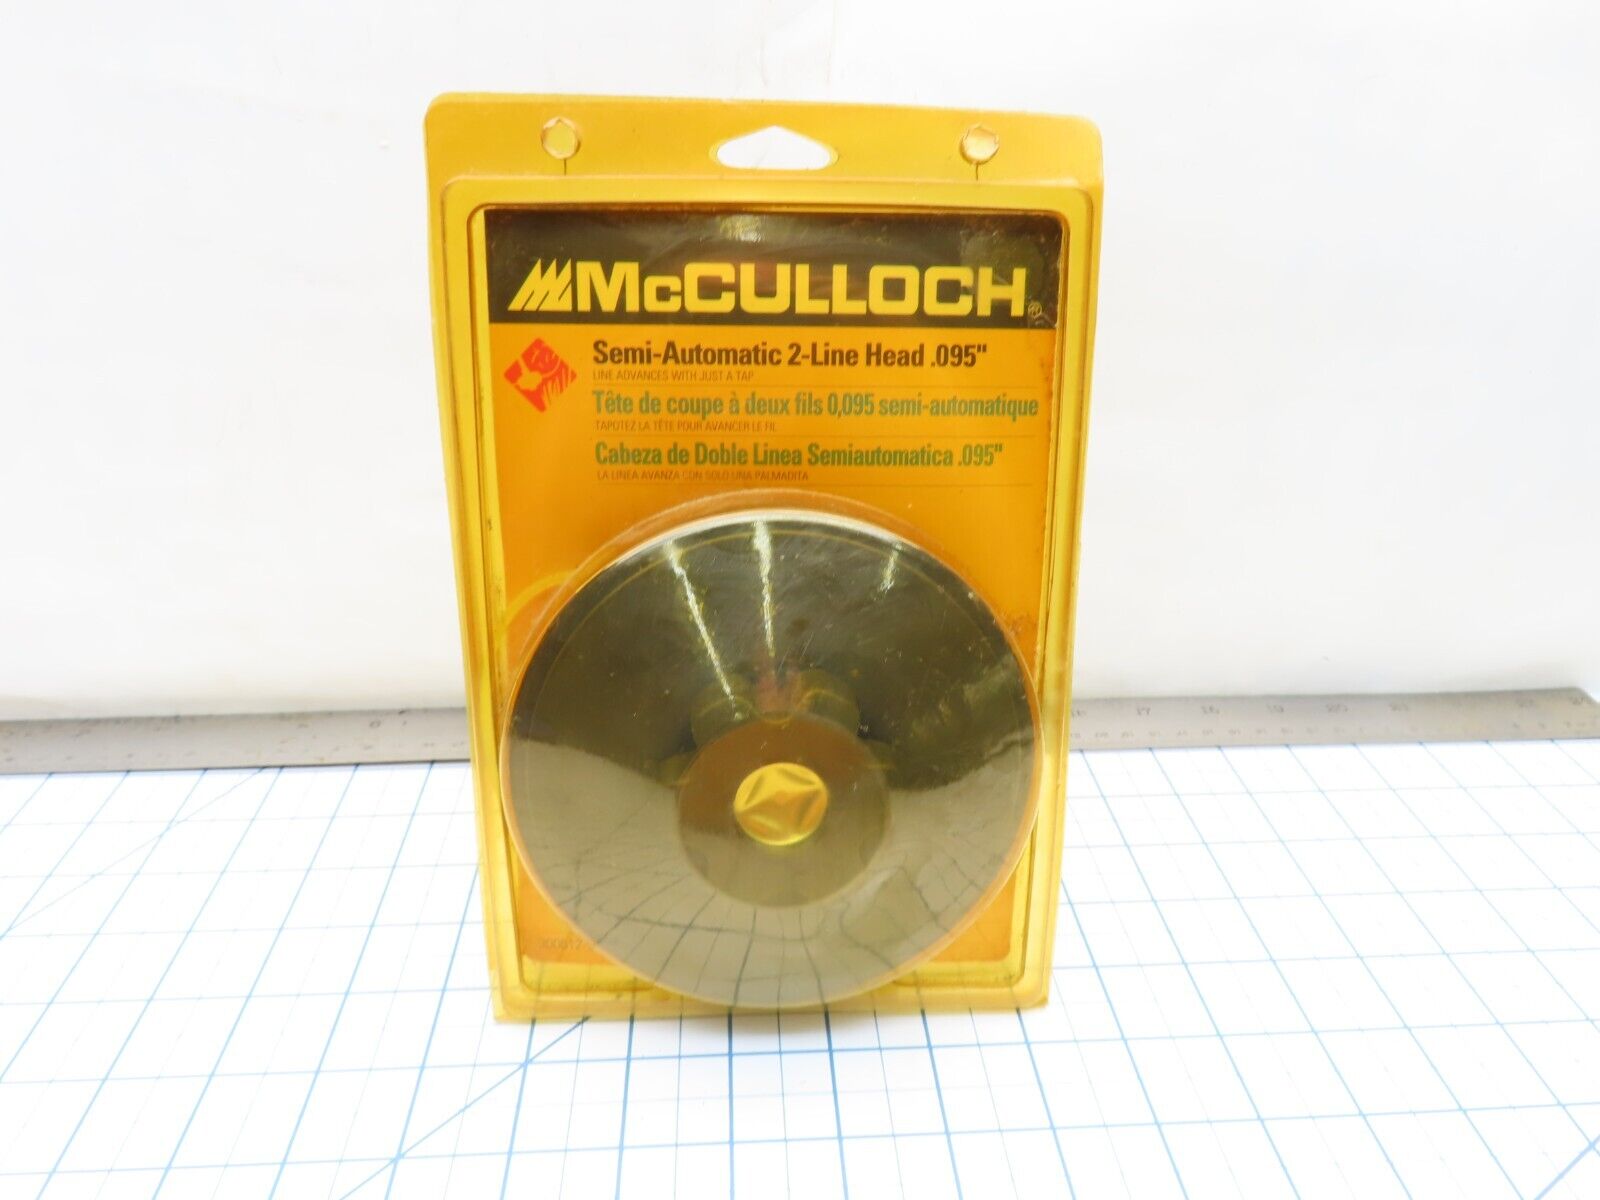 McCULLOCH®
Semi-Automatic 2-Line Head .095"
LINE ADVANCES WITH JUST A TAP
Tête de coupe à deux fils 0,095 semi-automatique
TAPOTEZ LA TÊTE POUR AVANCER LE FIL
Cabeza de Doble Linea Semiautomatica .095"
LA LINEA AVANZA CON SOLO UNA PALMADITA